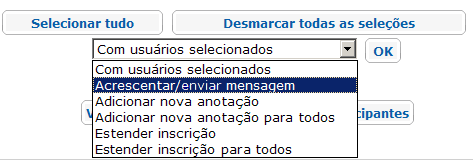 Selecionar tudo Desmarcar todas as seleções
Com usuários selecionados OK
Com usuários selecionados
Acrescentar/enviar mensagem
Adicionar nova anotação
Adicionar nova anotação para todos
Estender inscrição
Estender inscrição para todos